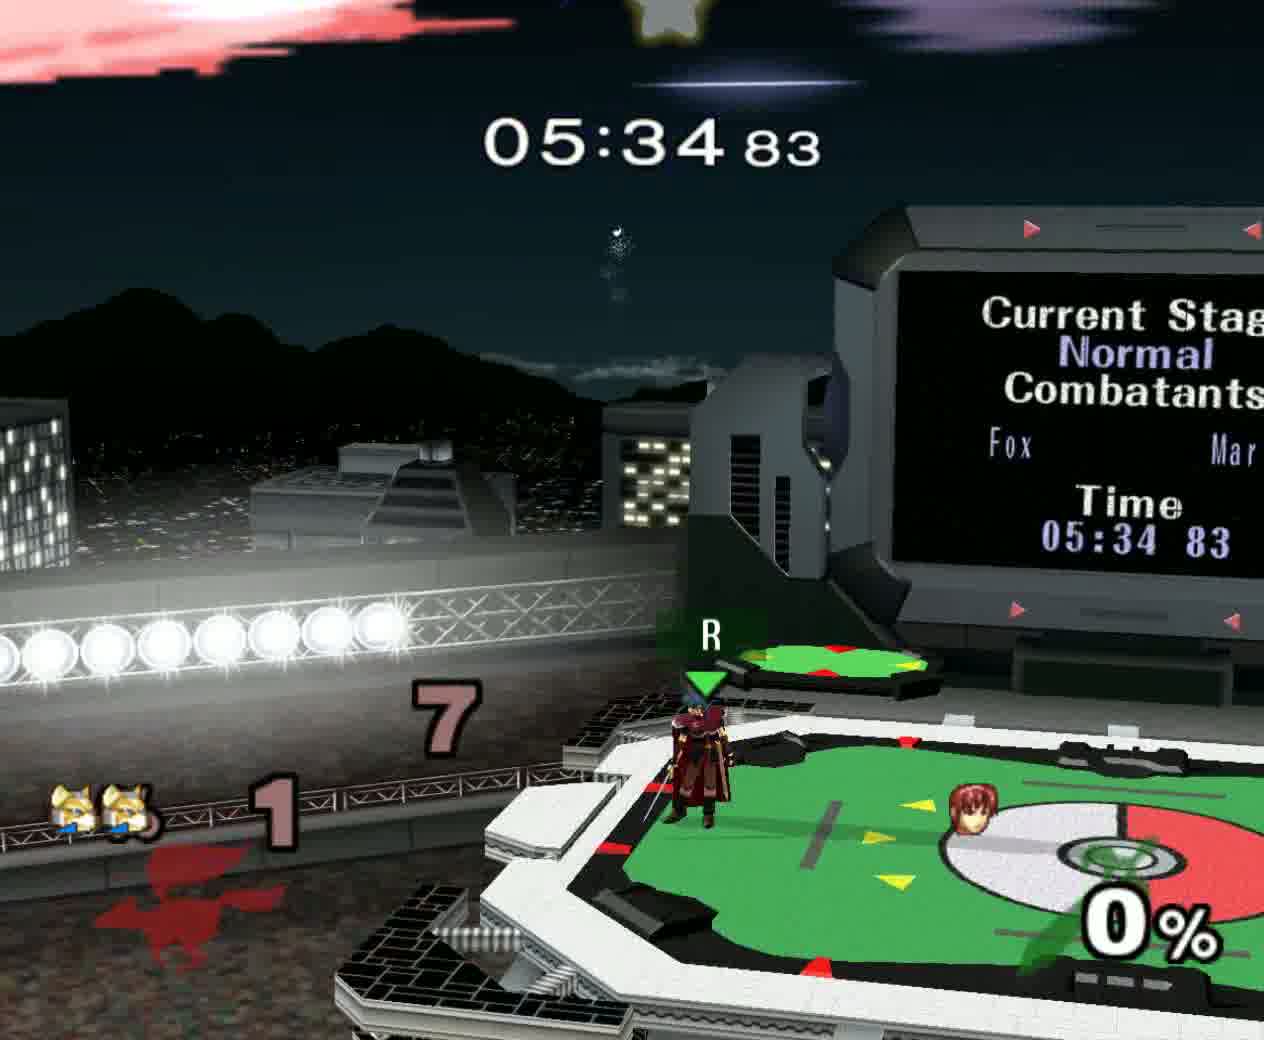 05:34 83
Current Stag
Normal
Combatants
Fox Mar
Time
05:34 83
R
7
1
0%